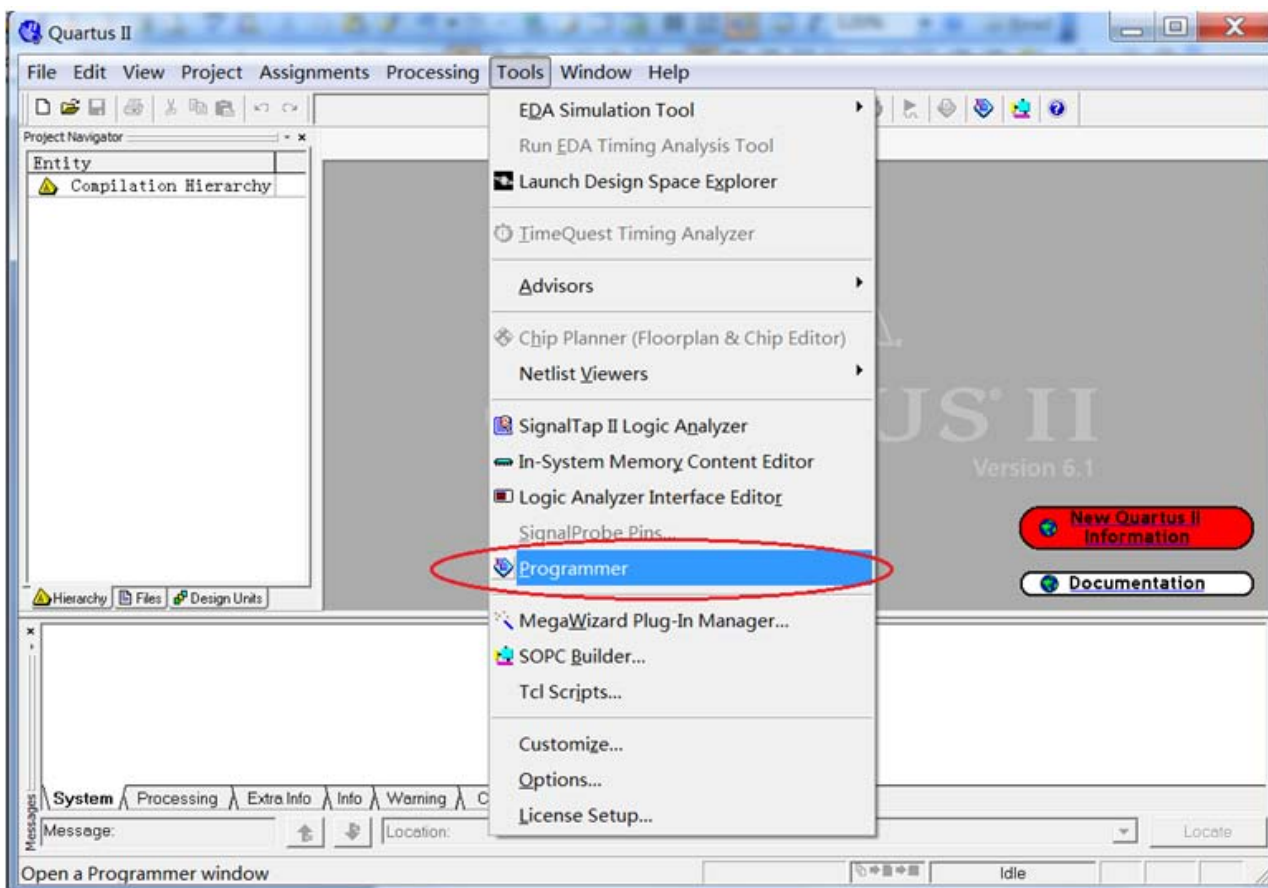 Quartus II
File Edit View Project Assignments Processing Tools Window Help
Project Navigator
Entity
Compilation Hierarchy
Hierarchy Files Design Units
EDA Simulation Tool
Run EDA Timing Analysis Tool
Launch Design Space Explorer
TimeQuest Timing Analyzer
Advisors
Chip Planner (Floorplan & Chip Editor)
Netlist Viewers
SignalTap II Logic Analyzer
In-System Memory Content Editor
Logic Analyzer Interface Editor
SignalProbe Pins...
Programmer
MegaWizard Plug-In Manager...
SOPC Builder...
Tcl Scripts...
Customize...
Options...
License Setup...
US II
Version 6.1
New Quartus II
Information
Documentation
System Processing Extra Info Info Warning C
Messages
Message: Location: Locate
Open a Programmer window Idle